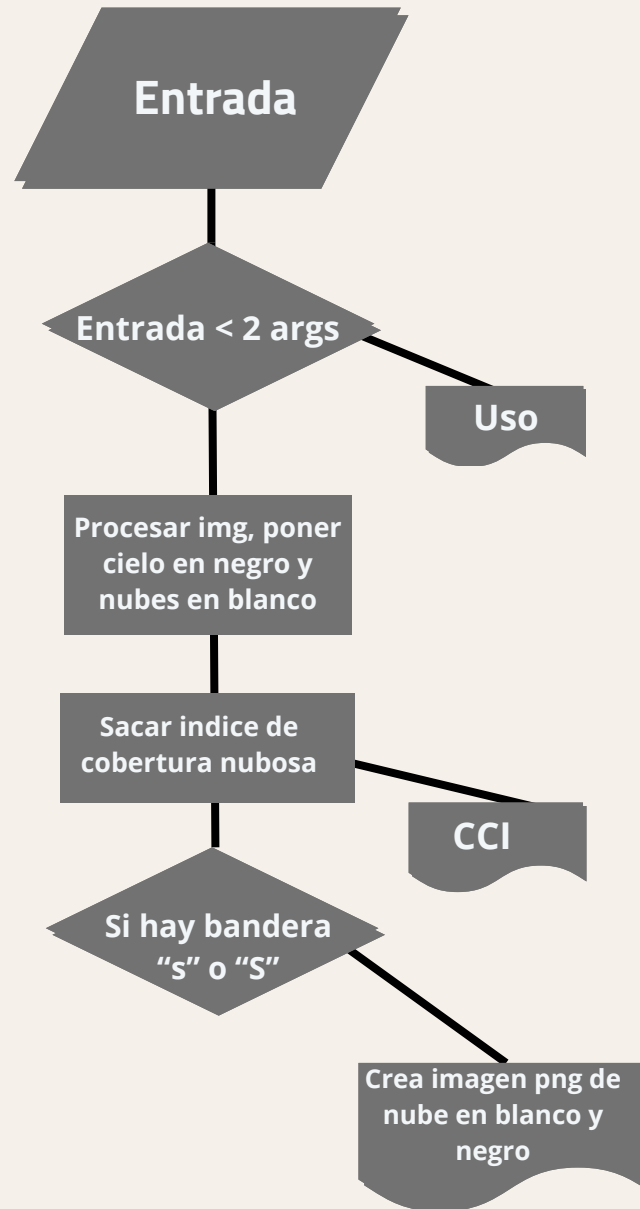 Entrada
Entrada < 2 args
Uso
Procesar img, poner
cielo en negro y
nubes en blanco
Sacar indice de
cobertura nubosa
CCI
Si hay bandera
“s” o “S”
Crea imagen png de
nube en blanco y
negro